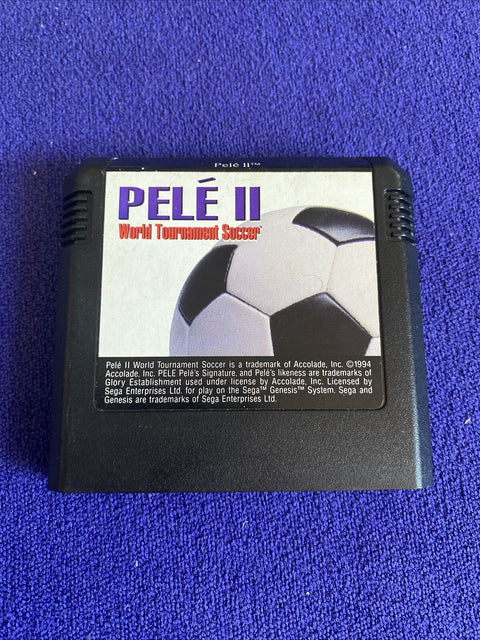 Pelé II™
PELÉ II
World Tournament Soccer™
Pelé II World Tournament Soccer is a trademark of Accolade, Inc. ©1994
Accolade, Inc. PELE Pelé's Signature, and Pelé's likeness are trademarks of
Glory Establishment used under license by Accolade, Inc. Licensed by
Sega Enterprises Ltd. for play on the Sega™ Genesis™ System. Sega and
Genesis are trademarks of Sega Enterprises Ltd.